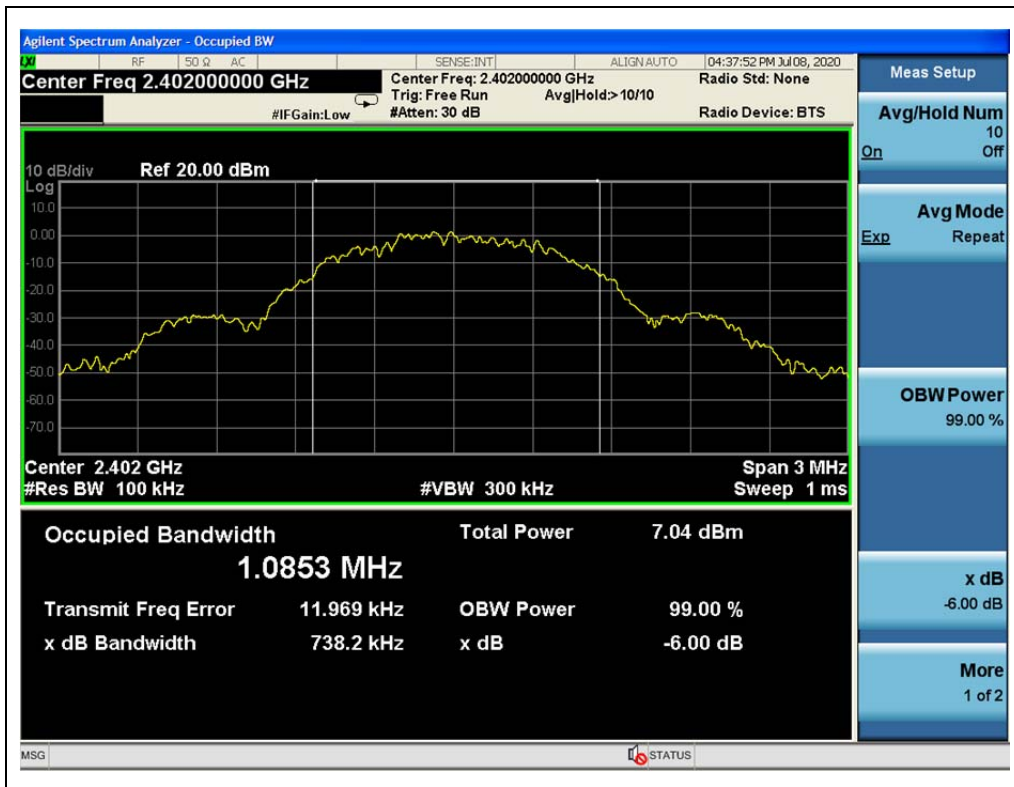 Agilent Spectrum Analyzer - Occupied BW
LXI RF 50 Ω AC SENSE:INT ALIGN AUTO 04:37:52 PM Jul 08, 2020
Center Freq 2.402000000 GHz
Center Freq: 2.402000000 GHz Radio Std: None
Trig: Free Run Avg|Hold:> 10/10
#IFGain:Low #Atten: 30 dB Radio Device: BTS
10 dB/div Ref 20.00 dBm
Log
10.0
0.00
-10.0
-20.0
-30.0
-40.0
-50.0
-60.0
-70.0
Center 2.402 GHz Span 3 MHz
#Res BW 100 kHz #VBW 300 kHz Sweep 1 ms
Occupied Bandwidth Total Power 7.04 dBm
1.0853 MHz
Transmit Freq Error 11.969 kHz OBW Power 99.00 %
x dB Bandwidth 738.2 kHz x dB -6.00 dB
Meas Setup
Avg/Hold Num
10
On Off
Avg Mode
Exp Repeat
OBW Power
99.00 %
x dB
-6.00 dB
More
1 of 2
MSG STATUS